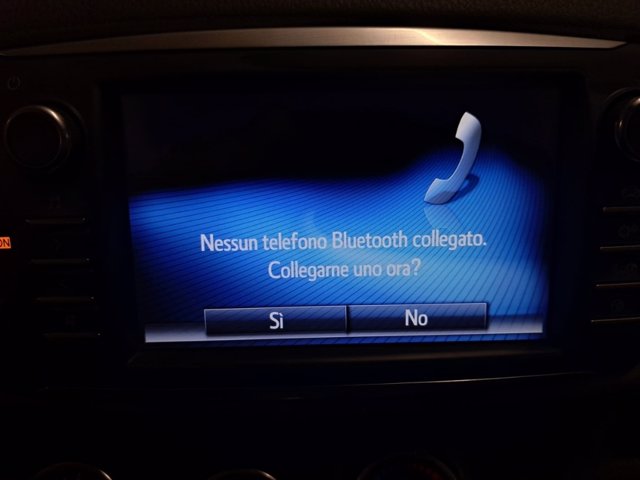 Nessun telefono Bluetooth collegato.
Collegarne uno ora?
Sì No